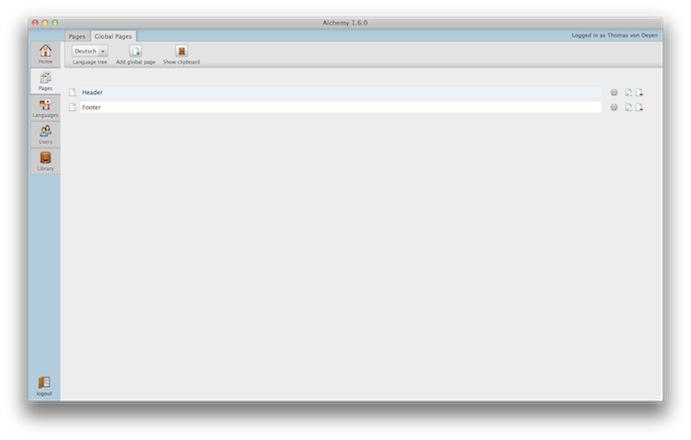 Alchemy 1.6.0
Pages Global Pages Logged in as Thomas von Deyen
Home
Deutsch
Language tree Add global page Show clipboard
Pages
Header
Footer
Languages
Users
Library
logout